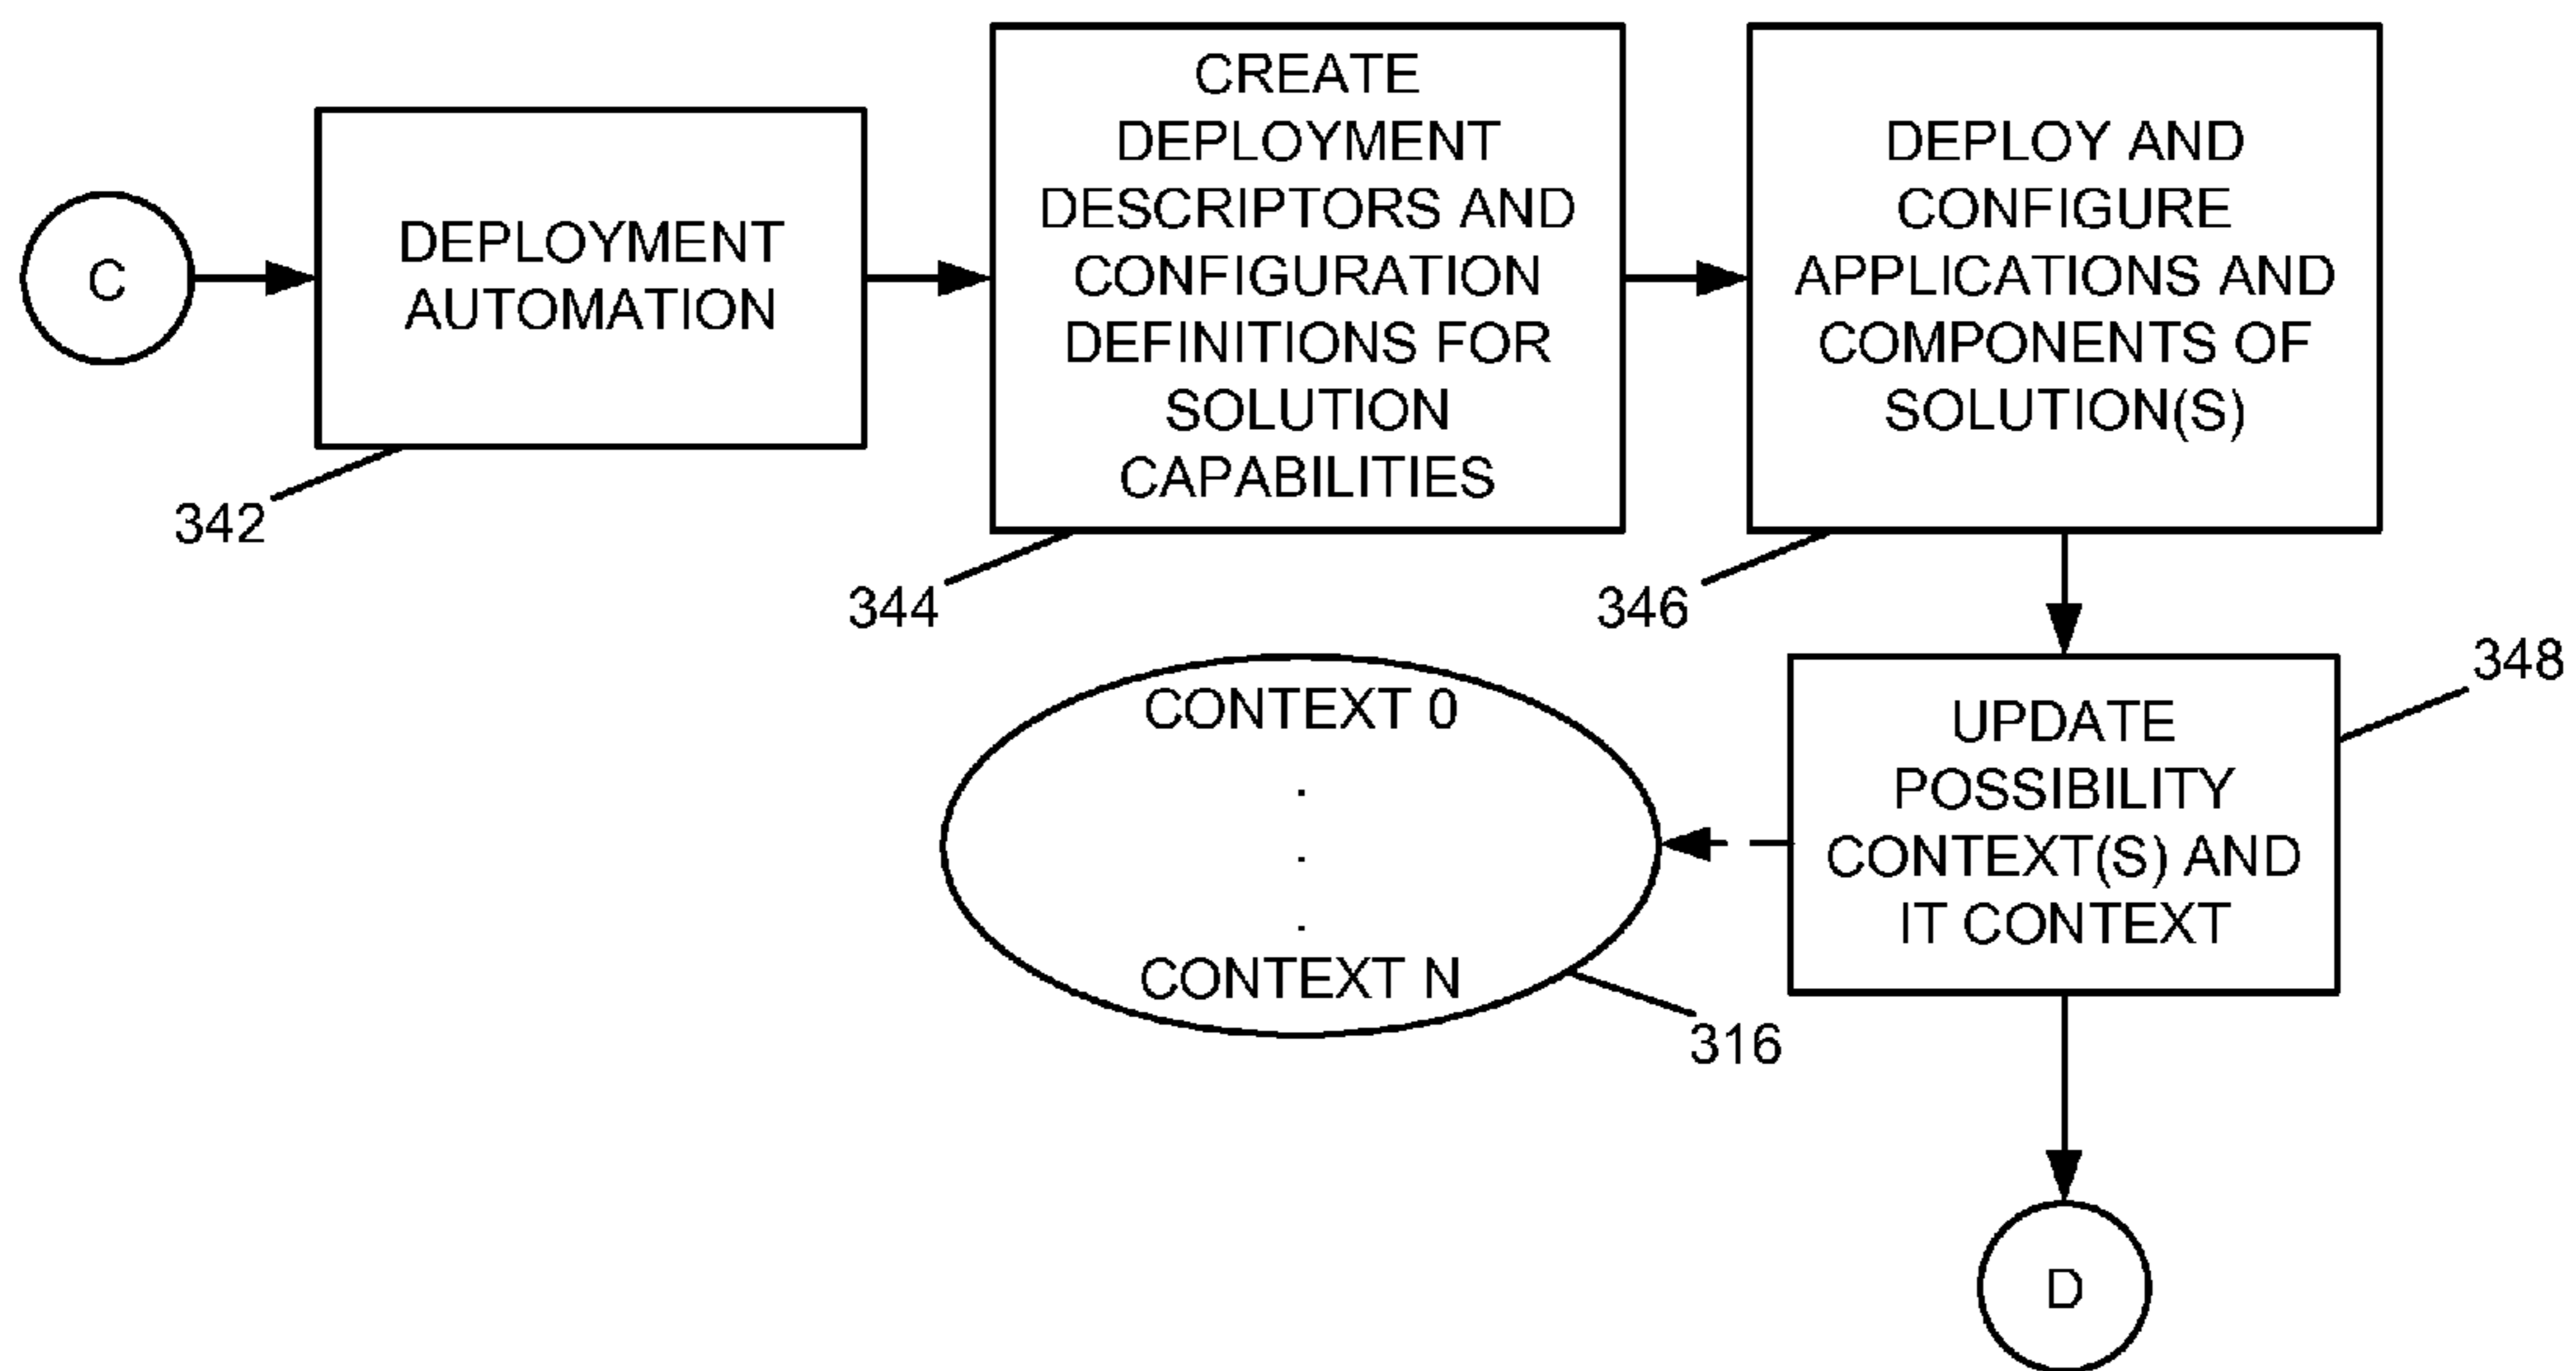 C
DEPLOYMENT
AUTOMATION
342
CREATE
DEPLOYMENT
DESCRIPTORS AND
CONFIGURATION
DEFINITIONS FOR
SOLUTION
CAPABILITIES
344
DEPLOY AND
CONFIGURE
APPLICATIONS AND
COMPONENTS OF
SOLUTION(S)
346
UPDATE
POSSIBILITY
CONTEXT(S) AND
IT CONTEXT
348
CONTEXT 0
.
.
.
CONTEXT N
316
D